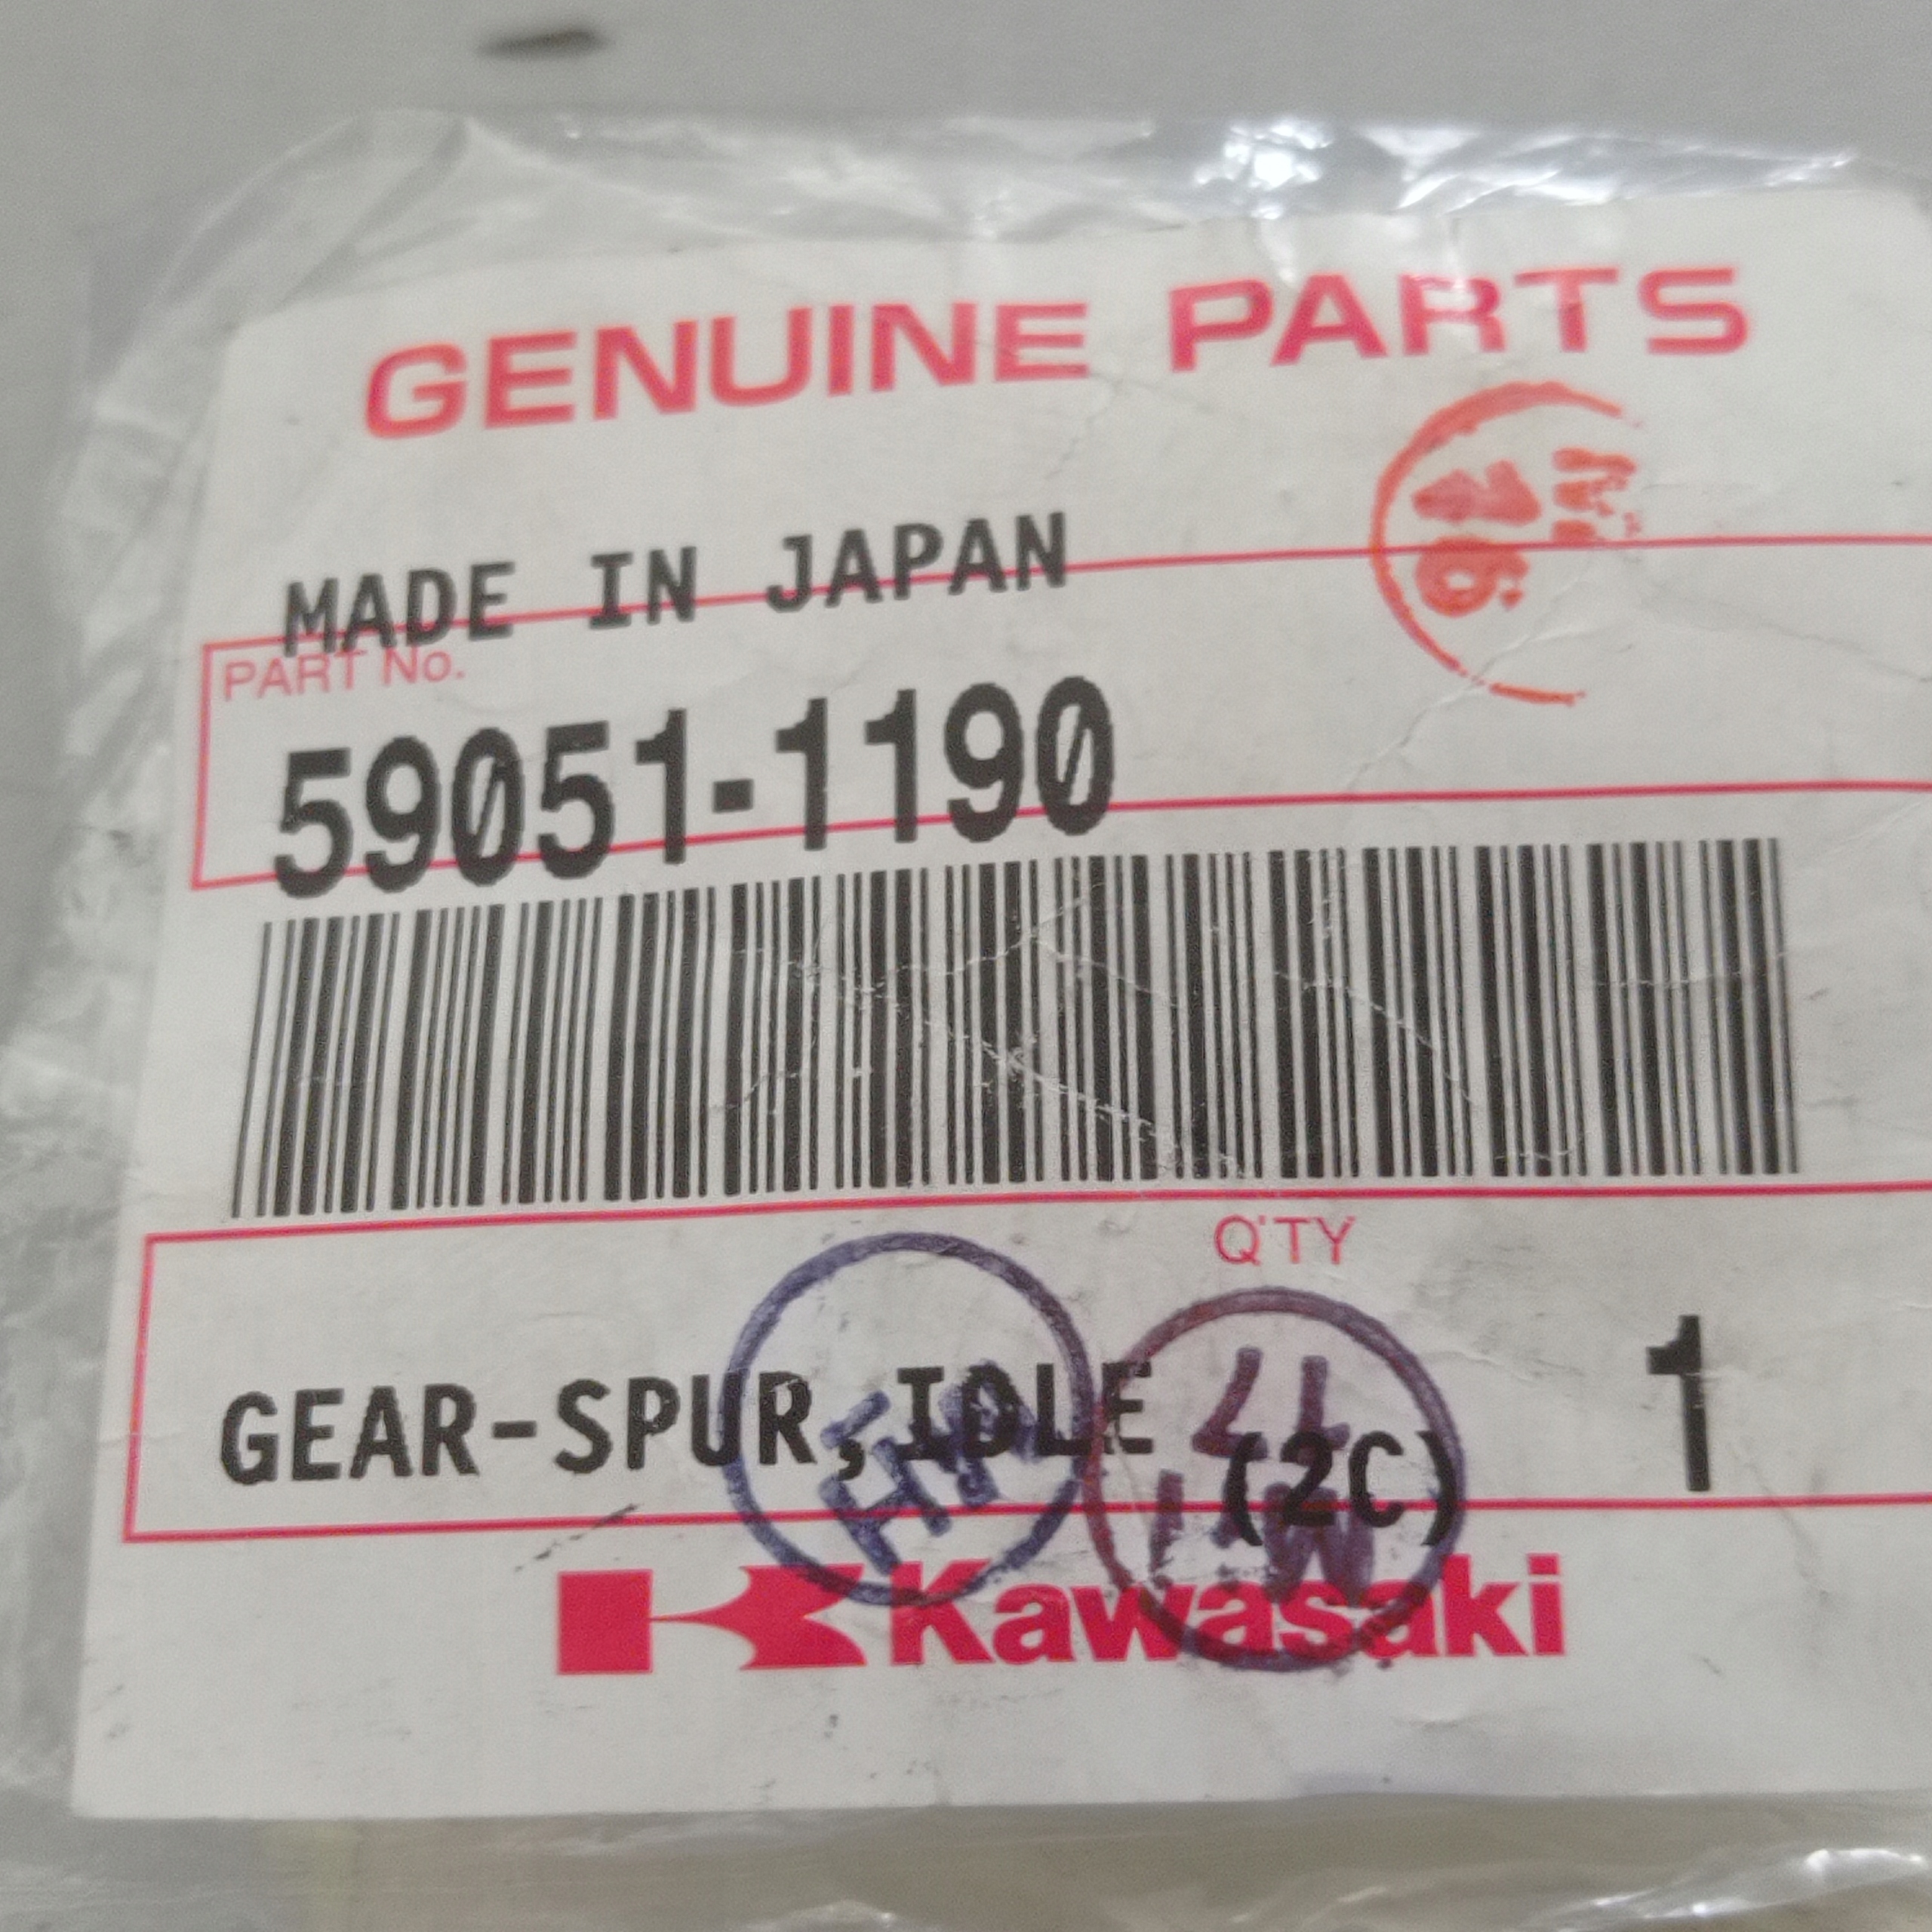 GENUINE PARTS
MADE IN JAPAN
PART No.
59051-1190
Q'TY
GEAR-SPUR,IDLE (2C) 1
Kawasaki